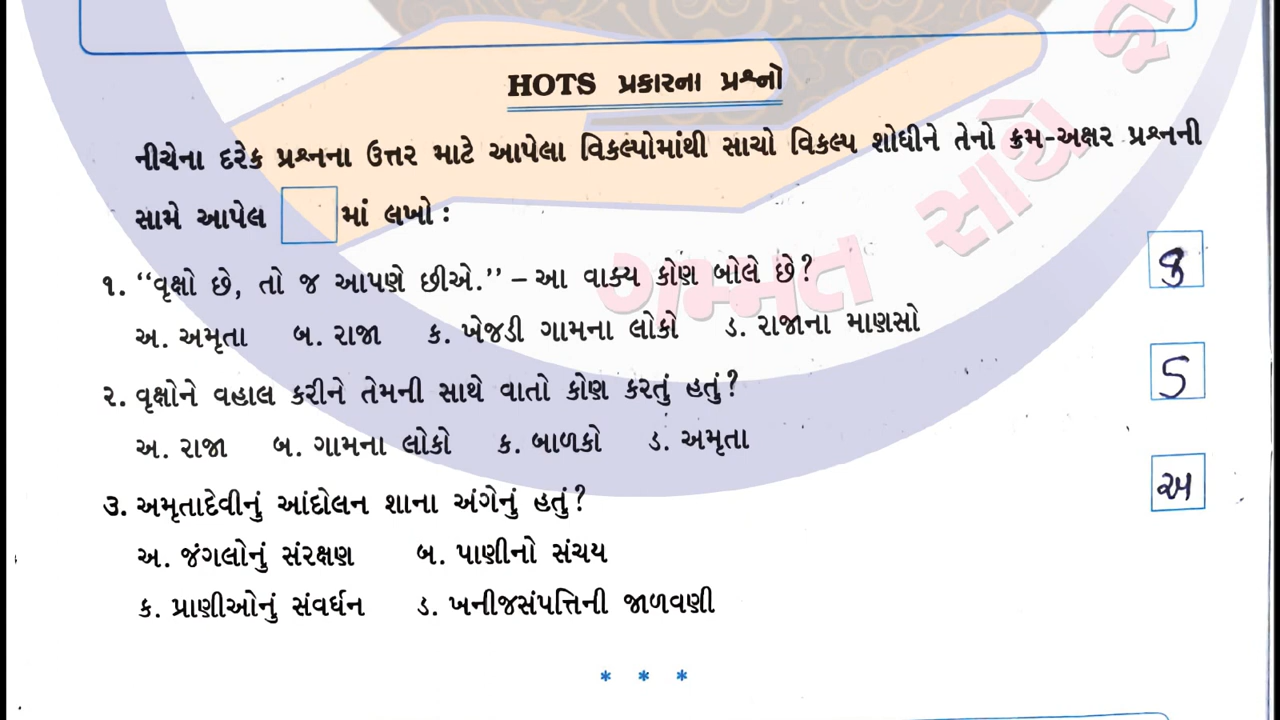 HOTS પ્રકારના પ્રશ્નો
નીચેના દરેક પ્રશ્નના ઉત્તર માટે આપેલા વિકલ્પોમાંથી સાચો વિકલ્પ શોધીને તેનો ક્રમ-અક્ષર પ્રશ્નની
સામે આપેલ માં લખો :
૧. “વૃક્ષો છે, તો જ આપણે છીએ.” – આ વાક્ય કોણ બોલે છે? ક
અ. અમૃતા બ. રાજા ક. ખેજડી ગામના લોકો ડ. રાજાના માણસો
૨. વૃક્ષોને વહાલ કરીને તેમની સાથે વાતો કોણ કરતું હતું? ડ
અ. રાજા બ. ગામના લોકો ક. બાળકો ડ. અમૃતા
૩. અમૃતાદેવીનું આંદોલન શાના અંગેનું હતું? અ
અ. જંગલોનું સંરક્ષણ બ. પાણીનો સંચય
ક. પ્રાણીઓનું સંવર્ધન ડ. ખનીજસંપત્તિની જાળવણી
* * *
ગમ્મત સાથે